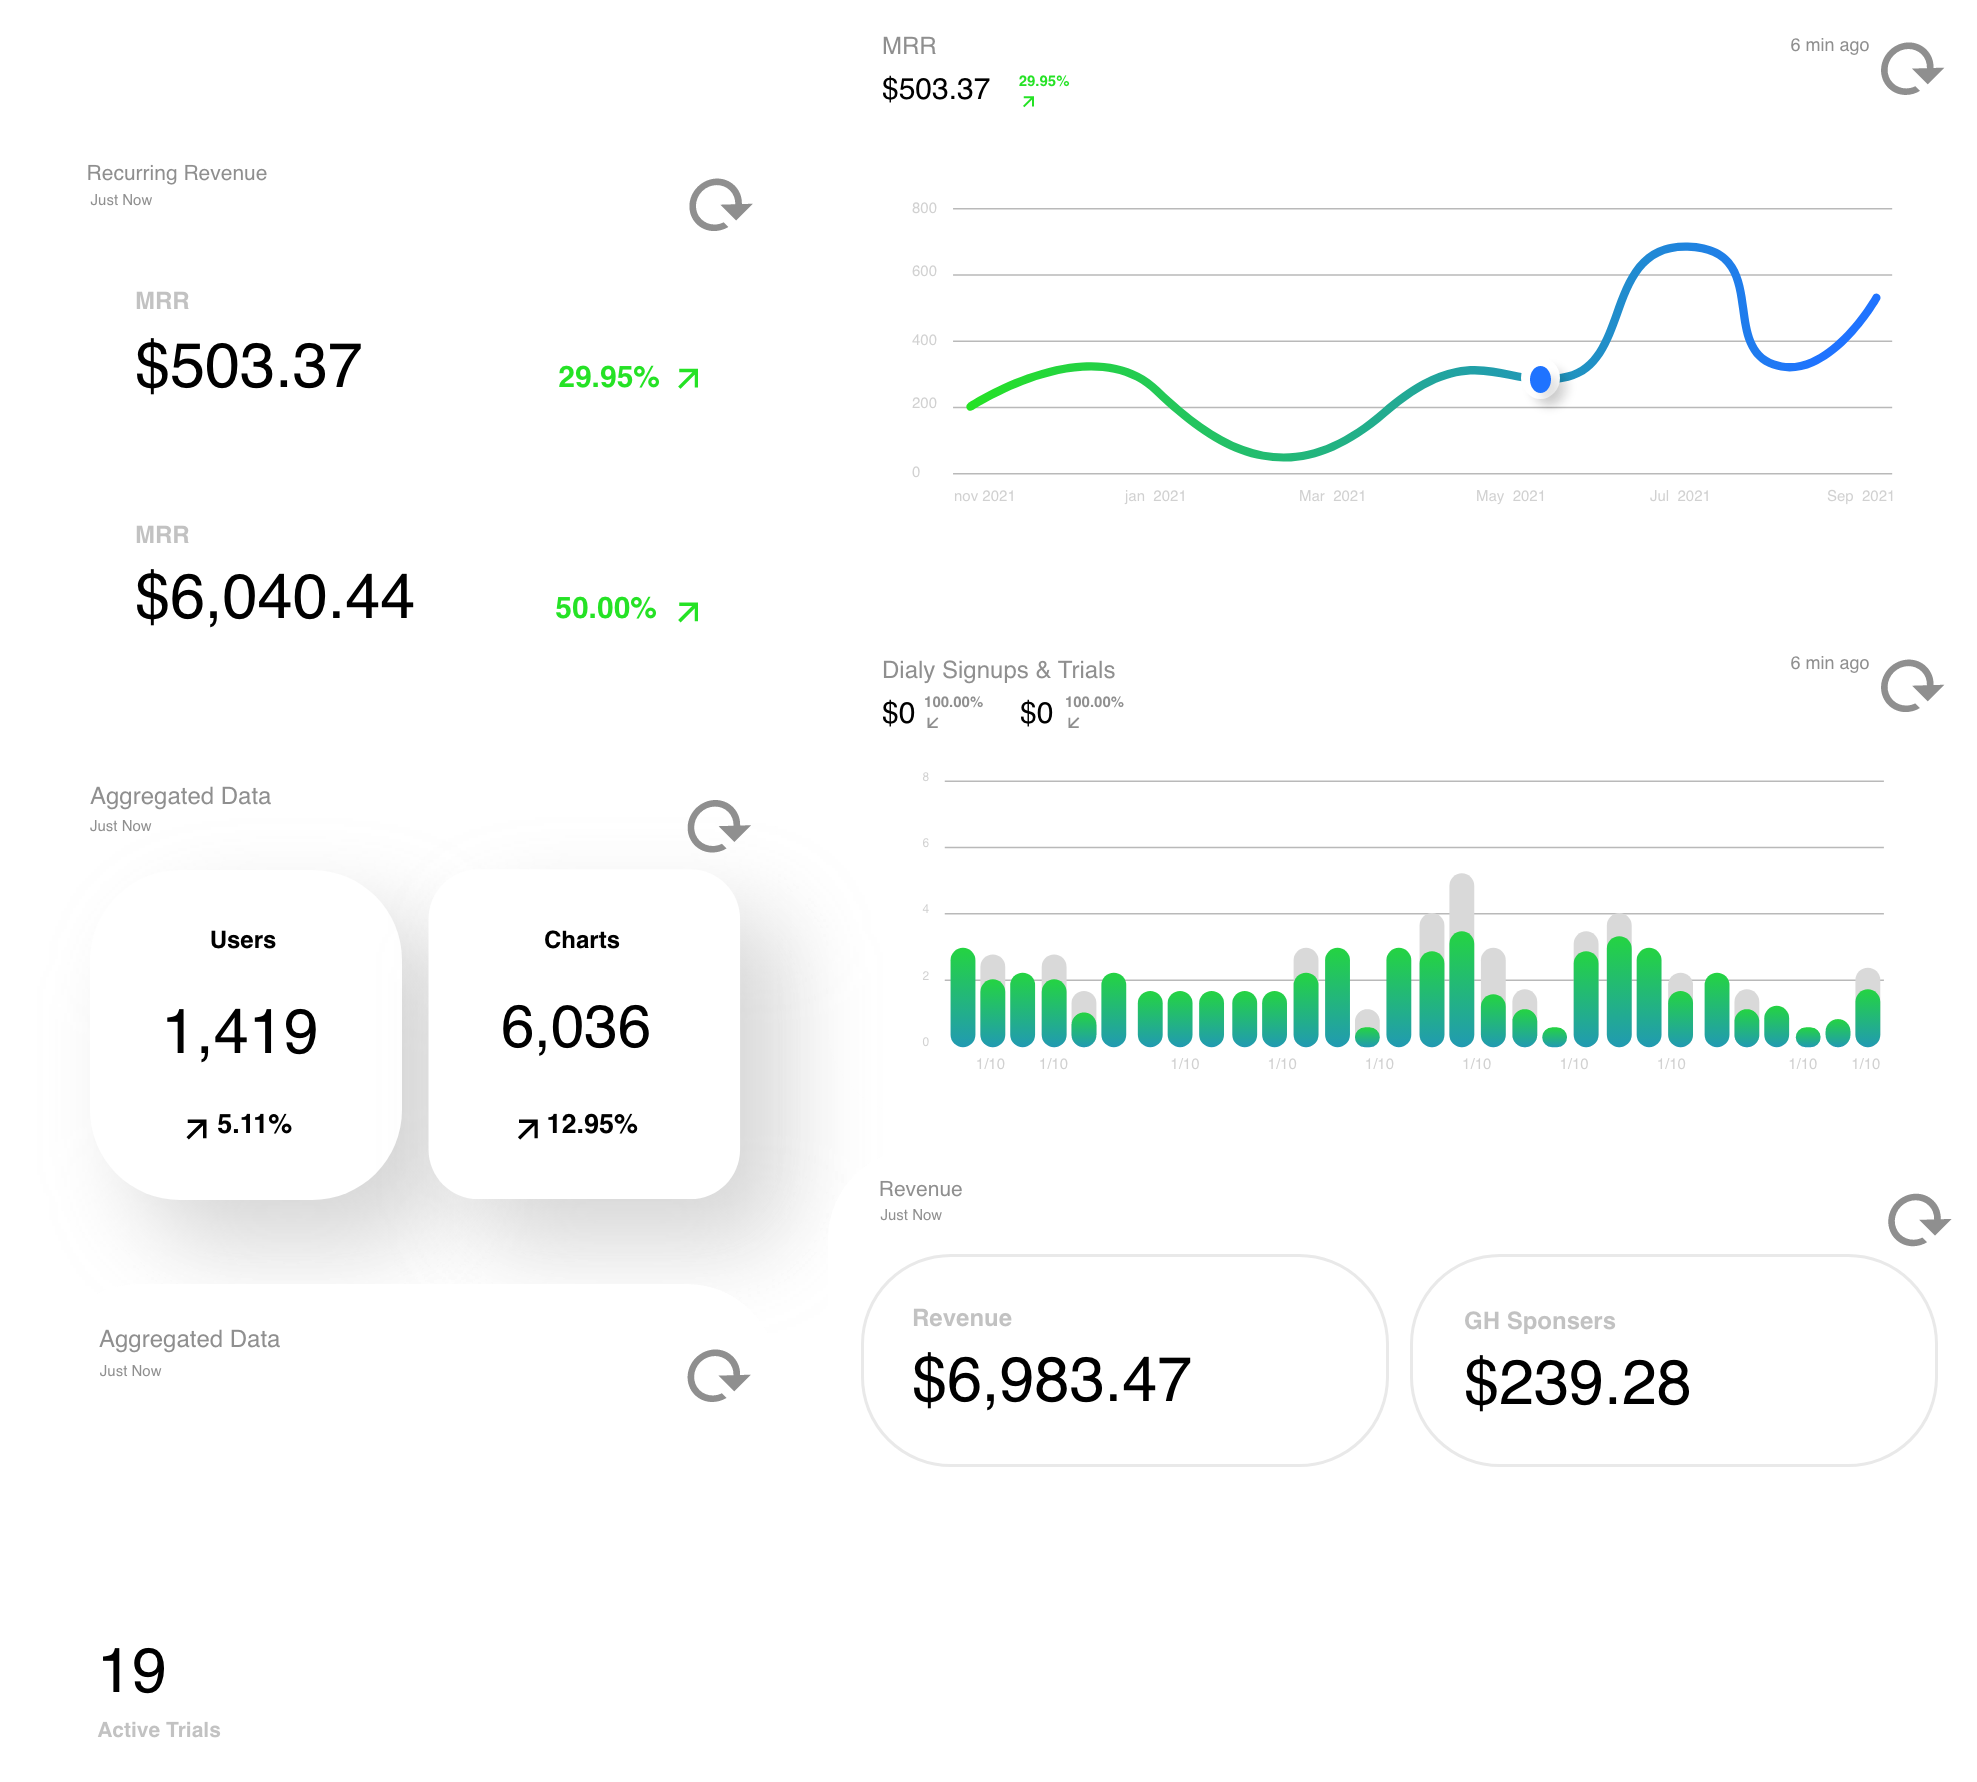 Recurring Revenue
Just Now
MRR
$503.37
29.95%
MRR
$6,040.44
50.00%
Aggregated Data
Just Now
Users
1,419
5.11%
Charts
6,036
12.95%
Aggregated Data
Just Now
19
Active Trials
MRR
6 min ago
$503.37
29.95%
800
600
400
200
0
nov 2021
jan 2021
Mar 2021
May 2021
Jul 2021
Sep 2021
Dialy Signups & Trials
6 min ago
$0
100.00%
$0
100.00%
8
6
4
2
0
1/10
1/10
1/10
1/10
1/10
1/10
1/10
1/10
1/10
1/10
Revenue
Just Now
Revenue
$6,983.47
GH Sponsers
$239.28